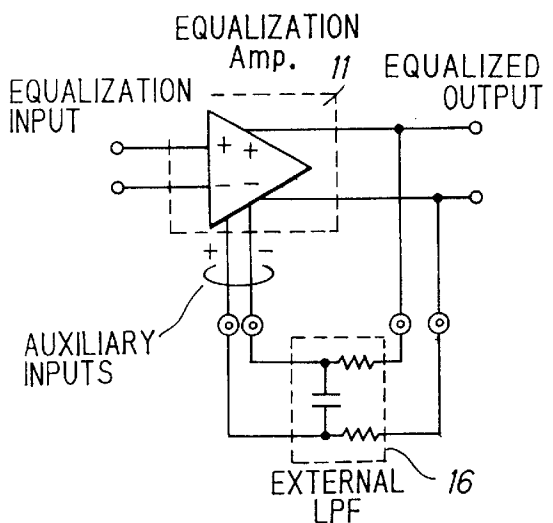 EQUALIZATION
Amp.
11
EQUALIZED
OUTPUT
EQUALIZATION
INPUT
+ +
- -
+ -
AUXILIARY
INPUTS
EXTERNAL
LPF
16